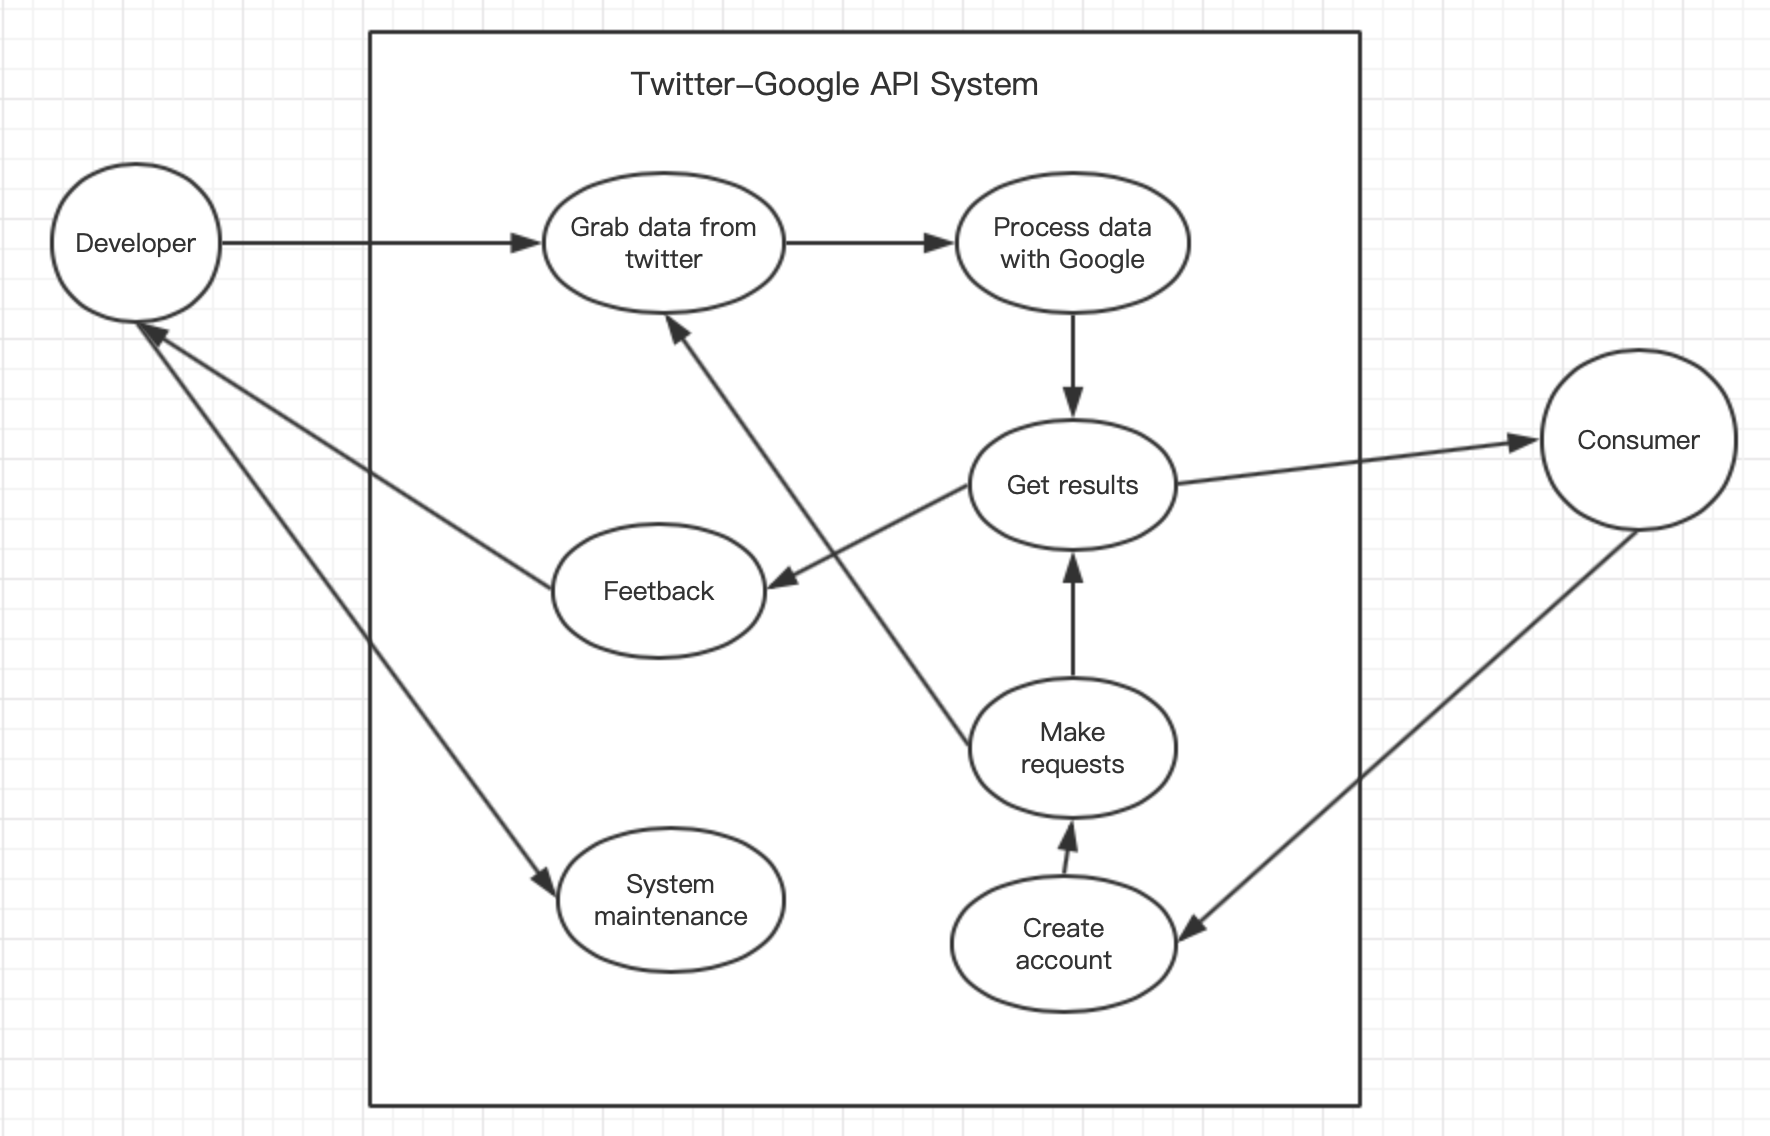 Twitter–Google API System
Developer
Grab data from
twitter
Process data
with Google
Consumer
Get results
Feetback
Make
requests
System
maintenance
Create
account